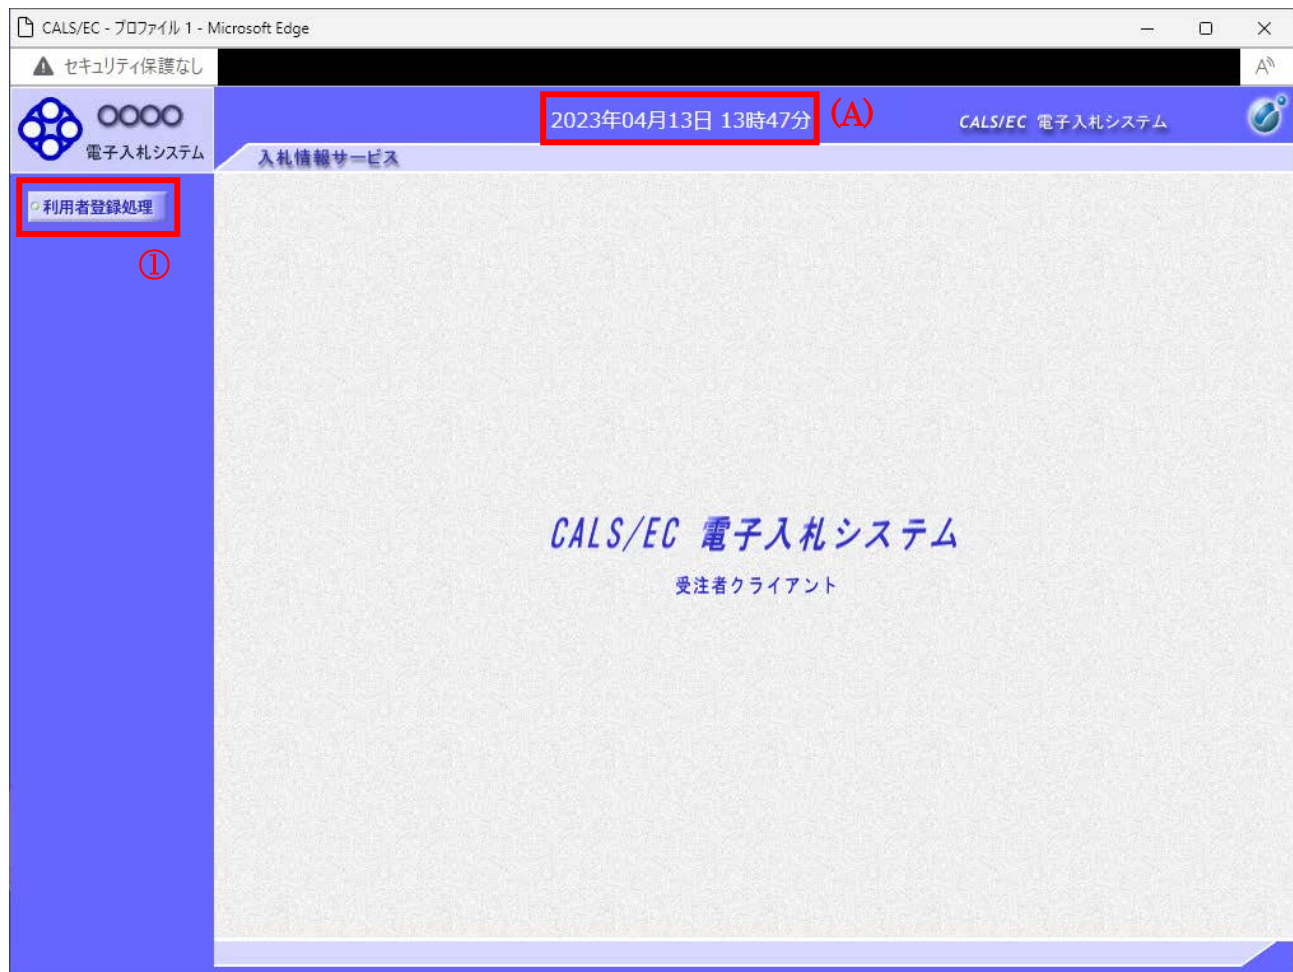 CALS/EC - プロファイル 1 - Microsoft Edge
セキュリティ保護なし
A
○○○○
電子入札システム
2023年04月13日 13時47分
(A)
CALS/EC 電子入札システム
入札情報サービス
利用者登録処理
①
CALS/EC 電子入札システム
受注者クライアント